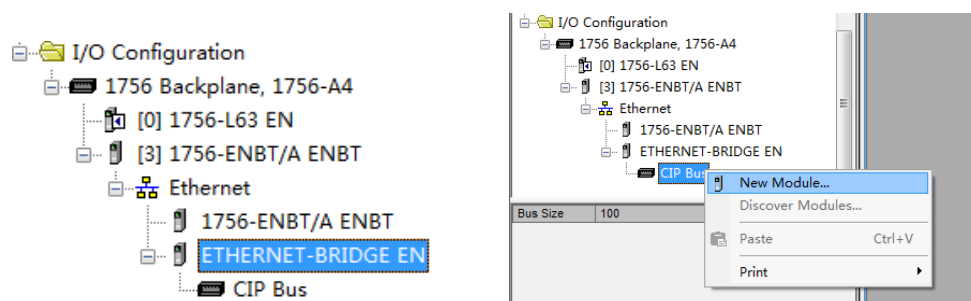 I/O Configuration
1756 Backplane, 1756-A4
[0] 1756-L63 EN
[3] 1756-ENBT/A ENBT
Ethernet
1756-ENBT/A ENBT
ETHERNET-BRIDGE EN
CIP Bus
I/O Configuration
1756 Backplane, 1756-A4
[0] 1756-L63 EN
[3] 1756-ENBT/A ENBT
Ethernet
1756-ENBT/A ENBT
ETHERNET-BRIDGE EN
CIP Bus
New Module...
Discover Modules...
Paste Ctrl+V
Print
Bus Size 100